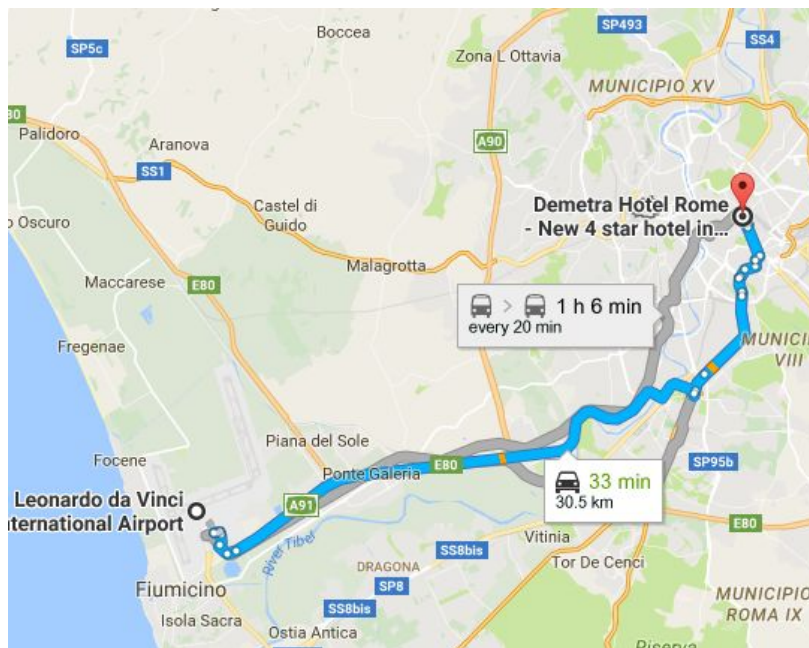 Boccea
SP493
SS4
SP5c
Zona L Ottavia
MUNICIPIO XV
80
Palidoro
Aranova
A90
SS1
Castel di
Guido
Demetra Hotel Rome
- New 4 star hotel in...
o Oscuro
Malagrotta
Maccarese
E80
1 h 6 min
every 20 min
Fregenae
MUNICIP
VIII
Piana del Sole
Focene
Ponte Galeria
E80
SP95b
33 min
30.5 km
Leonardo da Vinci
nternational Airport
A91
E80
River Tiber
Vitinia
SS8bis
DRAGONA
Tor De Cenci
Fiumicino
SP8
MUNICIPIO
ROMA IX
SS8bis
Isola Sacra
Ostia Antica
Riserva